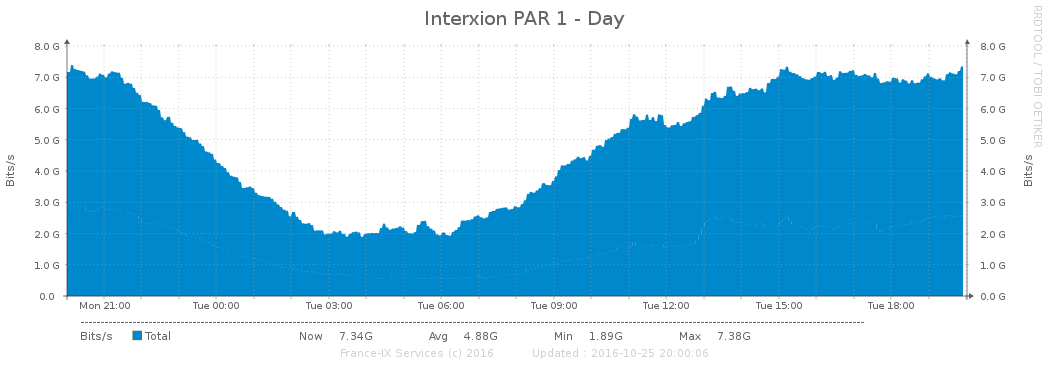 Interxion PAR 1 - Day
RRDTOOL / TOBI OETIKER
8.0 G 8.0 G
7.0 G 7.0 G
6.0 G 6.0 G
5.0 G 5.0 G
4.0 G 4.0 G
3.0 G 3.0 G
2.0 G 2.0 G
1.0 G 1.0 G
0.0 0.0 G
Bits/s
Bits/s
Mon 21:00 Tue 00:00 Tue 03:00 Tue 06:00 Tue 09:00 Tue 12:00 Tue 15:00 Tue 18:00
Bits/s Total Now 7.34G Avg 4.88G Min 1.89G Max 7.38G
France-IX Services (c) 2016 Updated : 2016-10-25 20:00:06